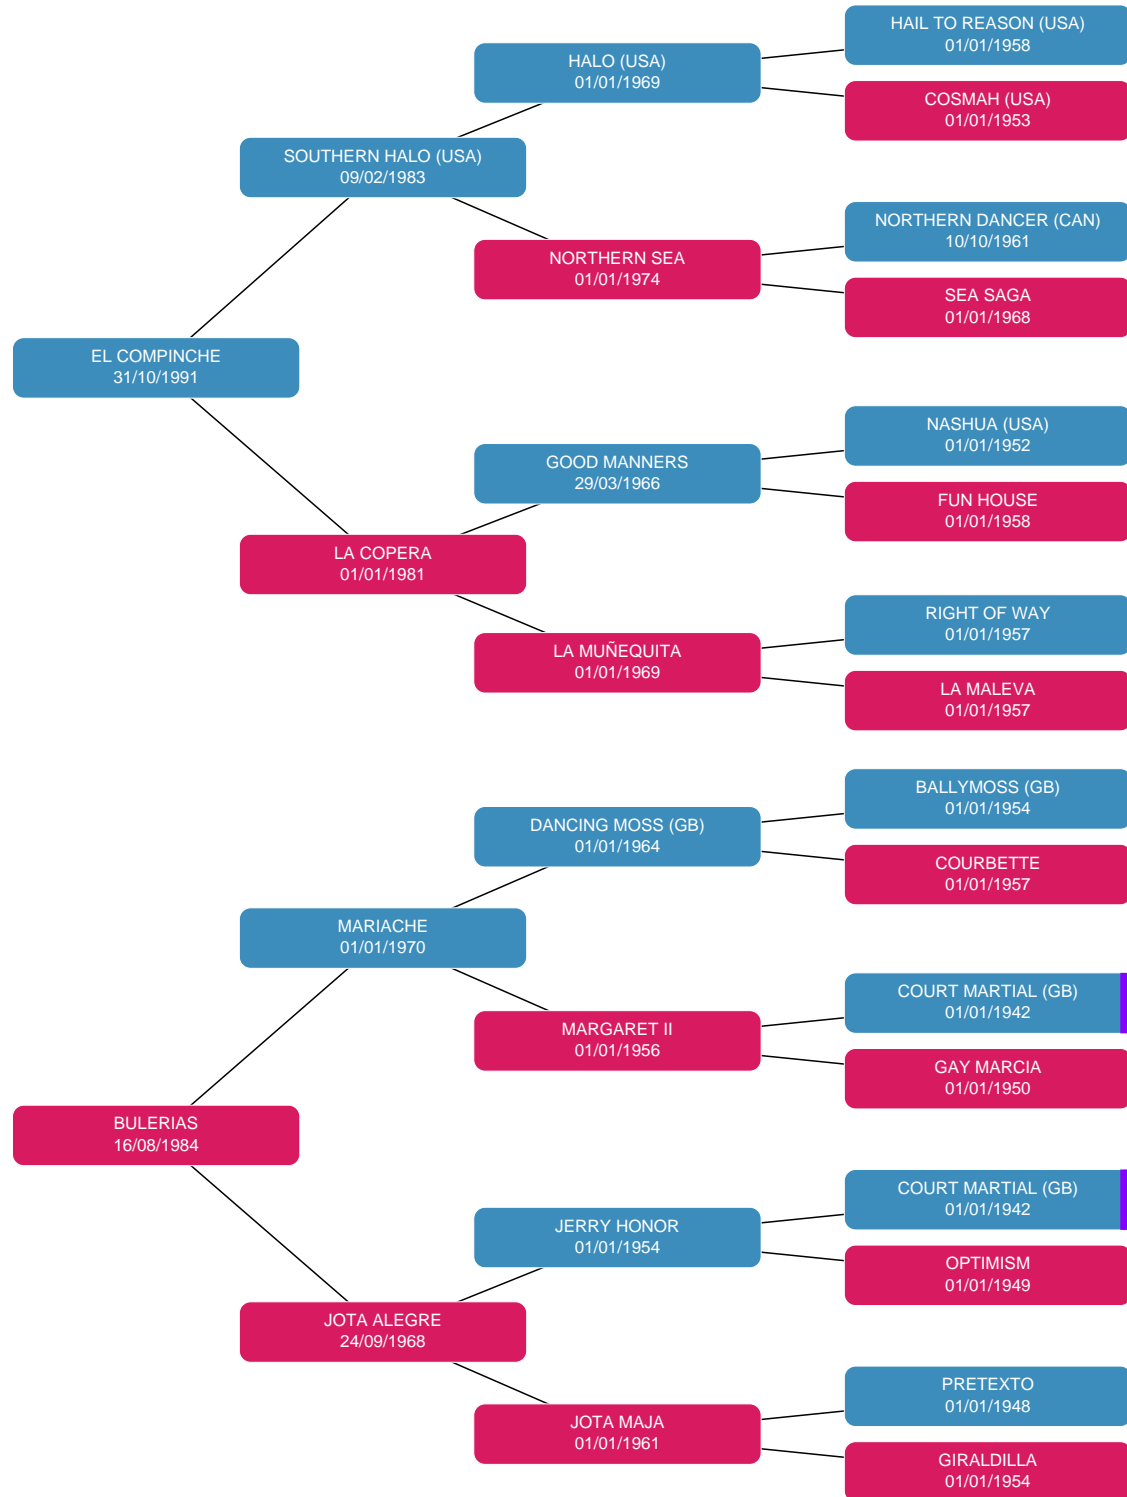 HAIL TO REASON (USA)
01/01/1958
HALO (USA)
01/01/1969
COSMAH (USA)
01/01/1953
SOUTHERN HALO (USA)
09/02/1983
NORTHERN DANCER (CAN)
10/10/1961
NORTHERN SEA
01/01/1974
SEA SAGA
01/01/1968
EL COMPINCHE
31/10/1991
NASHUA (USA)
01/01/1952
GOOD MANNERS
29/03/1966
FUN HOUSE
01/01/1958
LA COPERA
01/01/1981
RIGHT OF WAY
01/01/1957
LA MUÑEQUITA
01/01/1969
LA MALEVA
01/01/1957
BALLYMOSS (GB)
01/01/1954
DANCING MOSS (GB)
01/01/1964
COURBETTE
01/01/1957
MARIACHE
01/01/1970
COURT MARTIAL (GB)
01/01/1942
MARGARET II
01/01/1956
GAY MARCIA
01/01/1950
BULERIAS
16/08/1984
COURT MARTIAL (GB)
01/01/1942
JERRY HONOR
01/01/1954
OPTIMISM
01/01/1949
JOTA ALEGRE
24/09/1968
PRETEXTO
01/01/1948
JOTA MAJA
01/01/1961
GIRALDILLA
01/01/1954